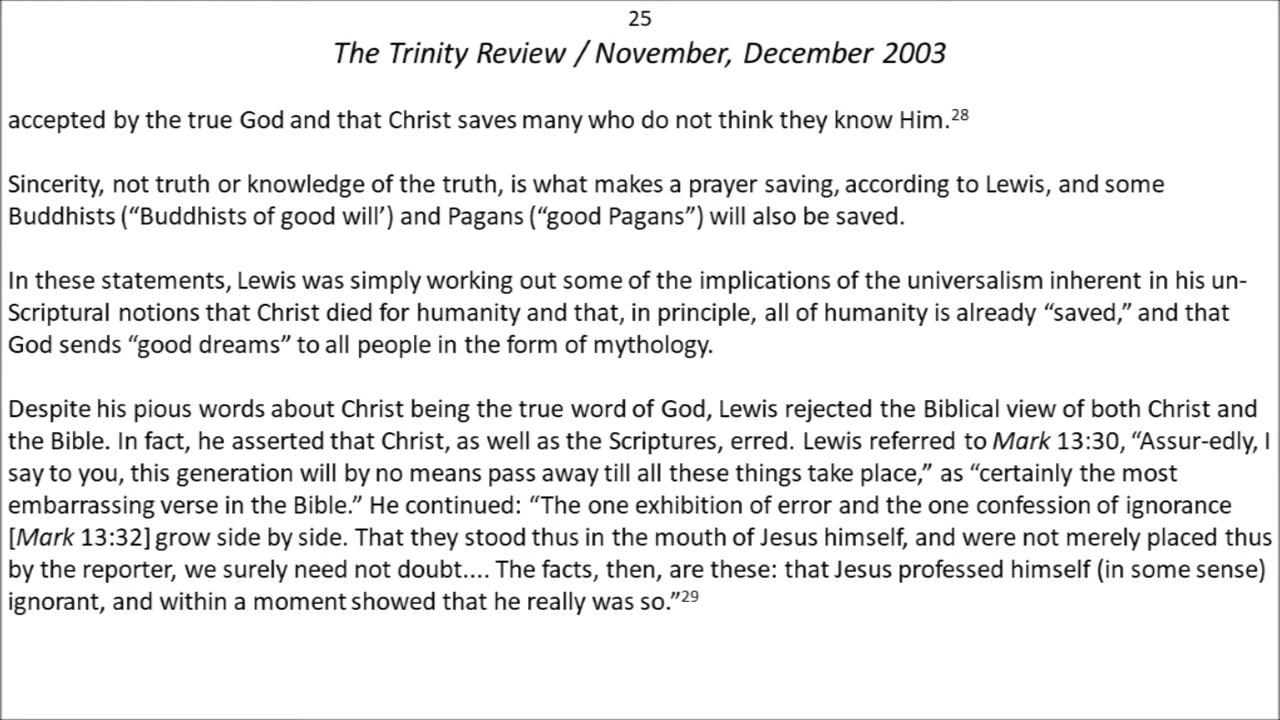 25
The Trinity Review / November, December 2003
accepted by the true God and that Christ saves many who do not think they know Him.28
Sincerity, not truth or knowledge of the truth, is what makes a prayer saving, according to Lewis, and some
Buddhists (“Buddhists of good will’) and Pagans (“good Pagans”) will also be saved.
In these statements, Lewis was simply working out some of the implications of the universalism inherent in his un-
Scriptural notions that Christ died for humanity and that, in principle, all of humanity is already “saved,” and that
God sends “good dreams” to all people in the form of mythology.
Despite his pious words about Christ being the true word of God, Lewis rejected the Biblical view of both Christ and
the Bible. In fact, he asserted that Christ, as well as the Scriptures, erred. Lewis referred to Mark 13:30, “Assur-edly, I
say to you, this generation will by no means pass away till all these things take place,” as “certainly the most
embarrassing verse in the Bible.” He continued: “The one exhibition of error and the one confession of ignorance
[Mark 13:32] grow side by side. That they stood thus in the mouth of Jesus himself, and were not merely placed thus
by the reporter, we surely need not doubt.... The facts, then, are these: that Jesus professed himself (in some sense)
ignorant, and within a moment showed that he really was so.”29